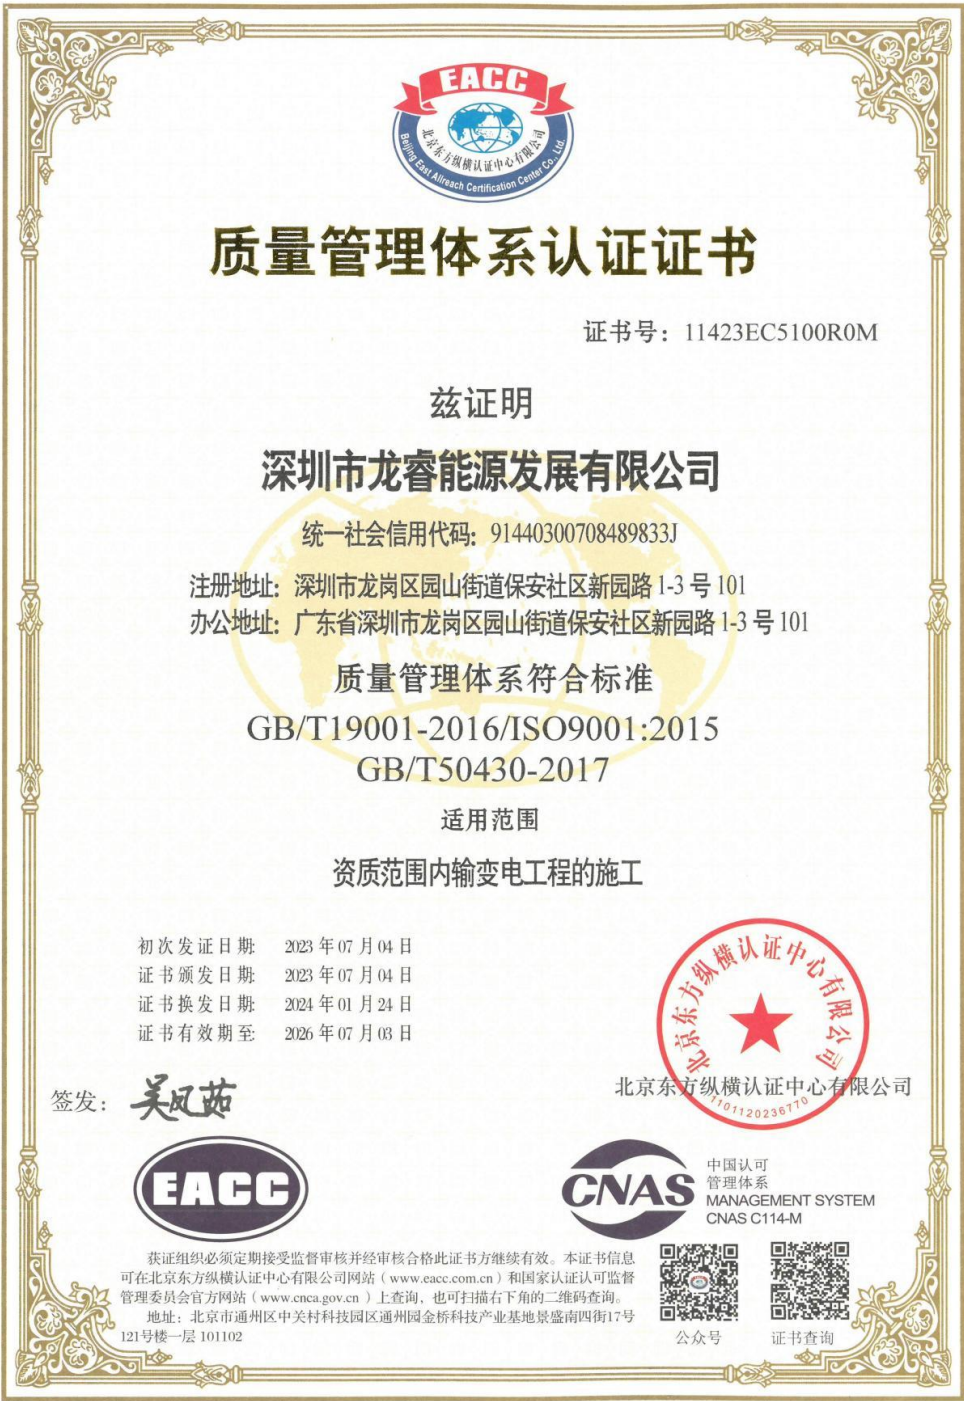 EACC
北京东方纵横认证中心有限公司
Beijing East Allreach Certification Center Co., Ltd.
质量管理体系认证证书
证书号：11423EC5100R0M
兹证明
深圳市龙睿能源发展有限公司
统一社会信用代码：91440300708489833J
注册地址：深圳市龙岗区园山街道保安社区新园路 1-3 号 101
办公地址：广东省深圳市龙岗区园山街道保安社区新园路 1-3 号 101
质量管理体系符合标准
GB/T19001-2016/ISO9001:2015
GB/T50430-2017
适用范围
资质范围内输变电工程的施工
初次发证日期: 2023 年 07 月 04 日
证书颁发日期: 2023 年 07 月 04 日
证书换发日期: 2024 年 01 月 24 日
证书有效期至: 2026 年 07 月 03 日
北京东方纵横认证中心有限公司
1101120236770
北京东方纵横认证中心有限公司
签发：吴凤茹
EACC
CNAS
中国认可
管理体系
MANAGEMENT SYSTEM
CNAS C114-M
获证组织必须定期接受监督审核并经审核合格此证书方继续有效。本证书信息
可在北京东方纵横认证中心有限公司网站（www.eacc.com.cn）和国家认证认可监督
管理委员会官方网站（www.cnca.gov.cn）上查询，也可扫描右下角的二维码查询。
地址：北京市通州区中关村科技园区通州园金桥科技产业基地景盛南四街17号
121号楼一层 101102
公众号
证书查询